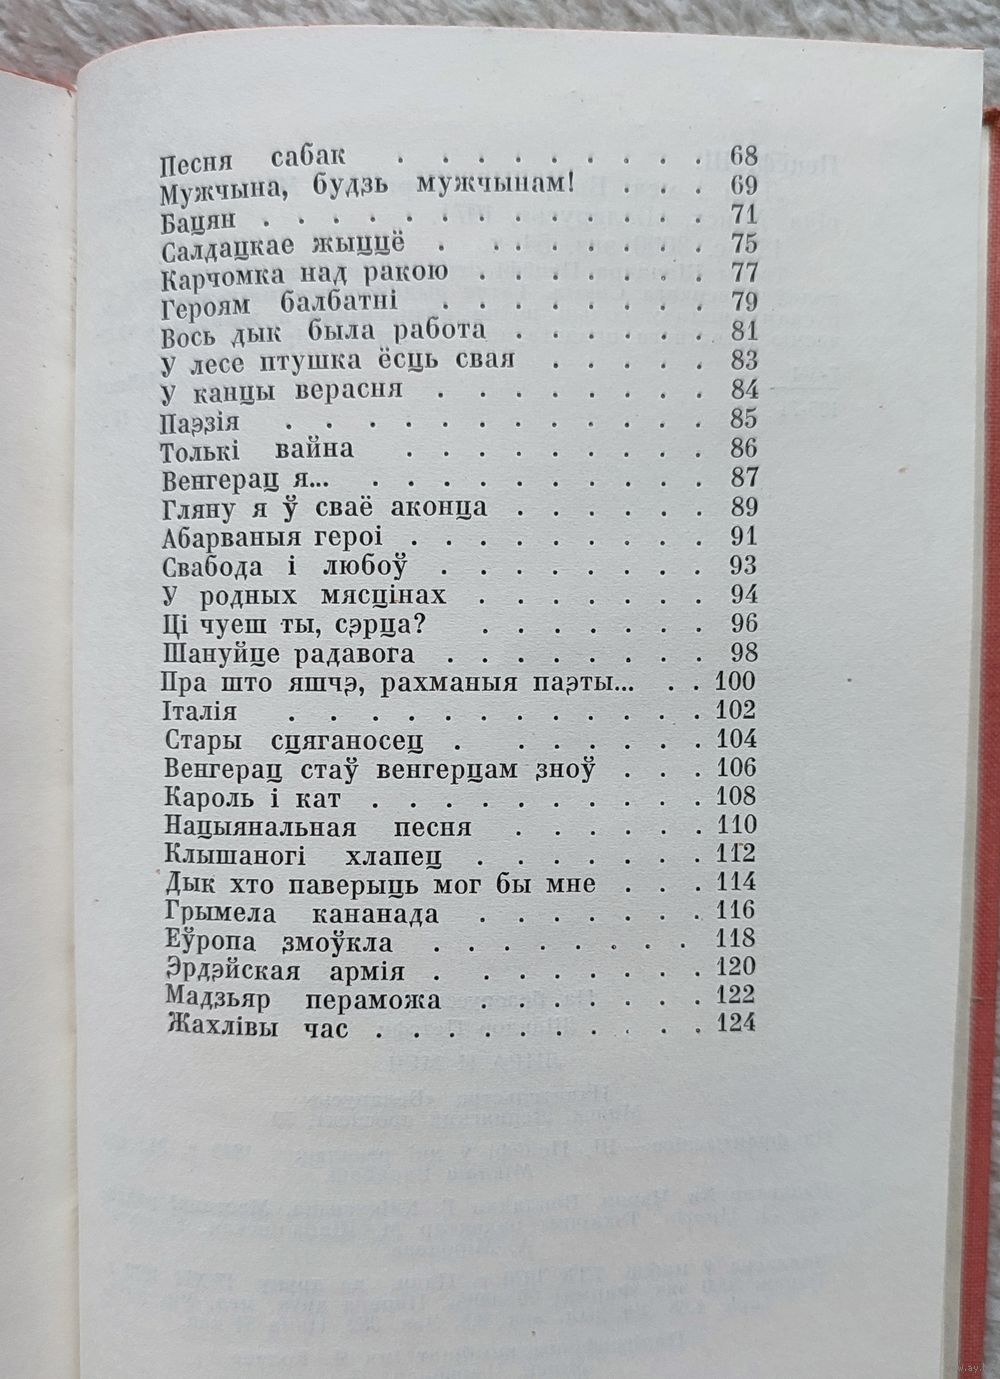 Песня сабак . . . . . . . . 68
Мужчына, будзь мужчынам! . . . 69
Бацян . . . . . . . . . . . . 71
Салдацкае жыццё . . . . . . . 75
Карчомка над ракою . . . . . . 77
Героям балбатні . . . . . . . 79
Вось дык была работа . . . . . 81
У лесе птушка ёсць свая . . . . 83
У канцы верасня . . . . . . . 84
Паэзія . . . . . . . . . . . 85
Толькі вайна . . . . . . . . 86
Венгерац я... . . . . . . . . . 87
Гляну я ў сваё аконца . . . . . 89
Абарваныя героі . . . . . . . . 91
Свабода і любоў . . . . . . . 93
У родных мясцінах . . . . . . 94
Ці чуеш ты, сэрца? . . . . . . 96
Шануйце радавога . . . . . . . 98
Пра што яшчэ, рахманыя паэты... . . 100
Італія . . . . . . . . . . . 102
Стары сцяганосец . . . . . . 104
Венгерац стаў венгерцам зноў . . . 106
Кароль і кат . . . . . . . . . 108
Нацыянальная песня . . . . . 110
Клышаногі хлапец . . . . . . 112
Дык хто паверыць мог бы мне . . . 114
Грымела кананада . . . . . . 116
Еўропа змоўкла . . . . . . . 118
Эрдэйская армія . . . . . . . 120
Мадзьяр пераможа . . . . . . 122
Жахлівы час . . . . . . . . . 124